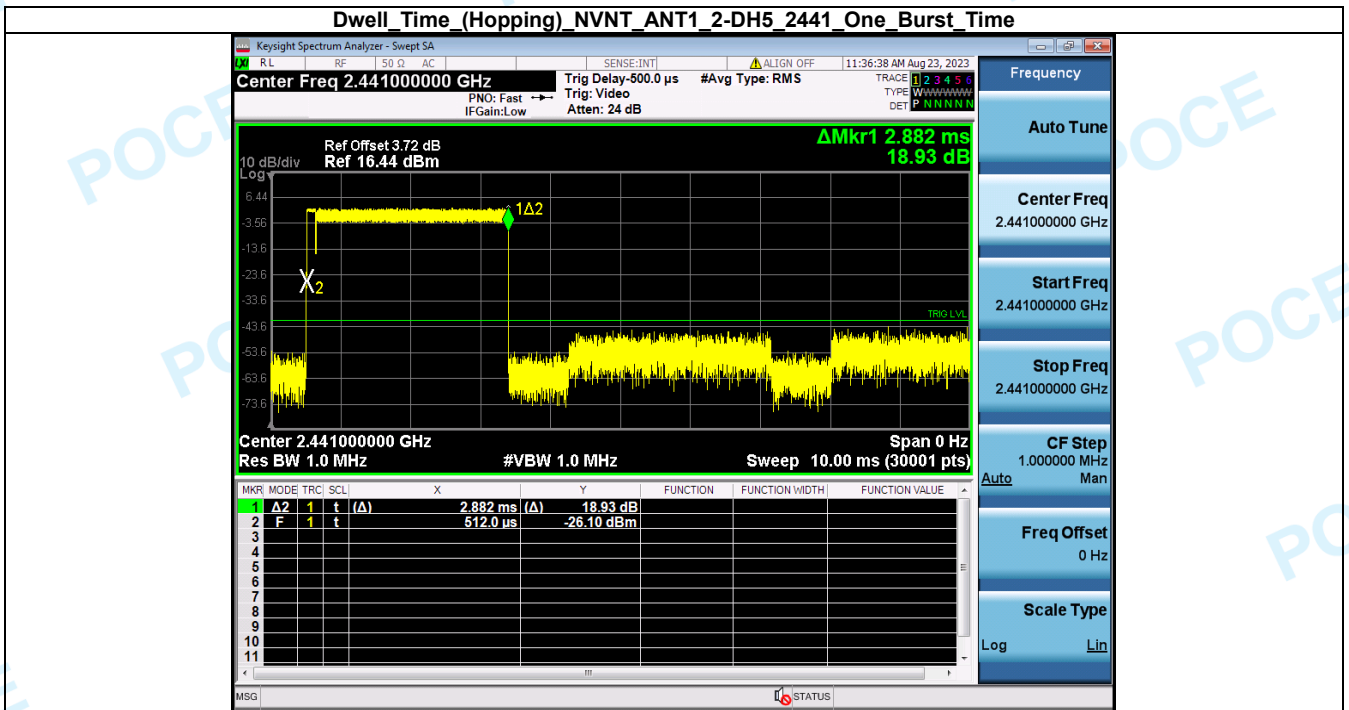 Dwell_Time_(Hopping)_NVNT_ANT1_2-DH5_2441_One_Burst_Time
Keysight Spectrum Analyzer - Swept SA
LXI RL RF 50 Ω AC SENSE:INT ALIGN OFF 11:36:38 AM Aug 23, 2023
Center Freq 2.441000000 GHz Trig Delay-500.0 µs #Avg Type: RMS TRACE 1 2 3 4 5 6
PNO: Fast Trig: Video TYPE WWWWWW
IFGain:Low Atten: 24 dB DET P N N N N N
ΔMkr1 2.882 ms
18.93 dB
Ref Offset 3.72 dB
10 dB/div Ref 16.44 dBm
Log
6.44
-3.56
-13.6
-23.6
-33.6
-43.6
-53.6
-63.6
-73.6
1Δ2
X2
TRIG LVL
Center 2.441000000 GHz Span 0 Hz
Res BW 1.0 MHz #VBW 1.0 MHz Sweep 10.00 ms (30001 pts)
MKR MODE TRC SCL X Y FUNCTION FUNCTION WIDTH FUNCTION VALUE
1 Δ2 1 t (Δ) 2.882 ms (Δ) 18.93 dB
2 F 1 t 512.0 µs -26.10 dBm
3
4
5
6
7
8
9
10
11
MSG STATUS
Frequency
Auto Tune
Center Freq
2.441000000 GHz
Start Freq
2.441000000 GHz
Stop Freq
2.441000000 GHz
CF Step
1.000000 MHz
Auto Man
Freq Offset
0 Hz
Scale Type
Log Lin
POCE
POCE
PO
POCE
POCE
PO
E